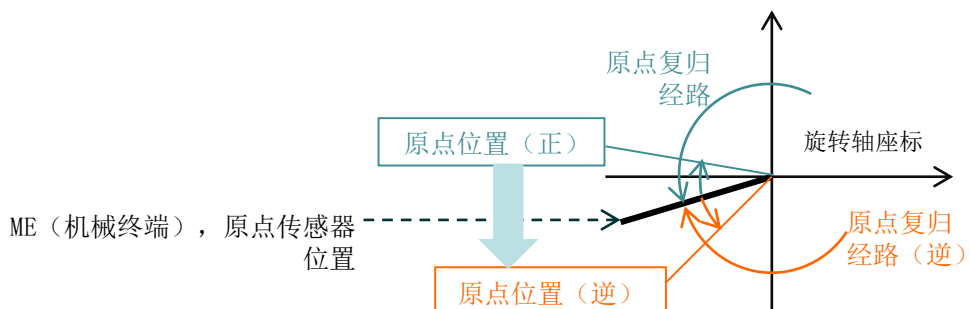 原点复归
经路
原点位置（正）
旋转轴座标
ME（机械终端），原点传感器
位置
原点复归
经路（逆）
原点位置（逆）